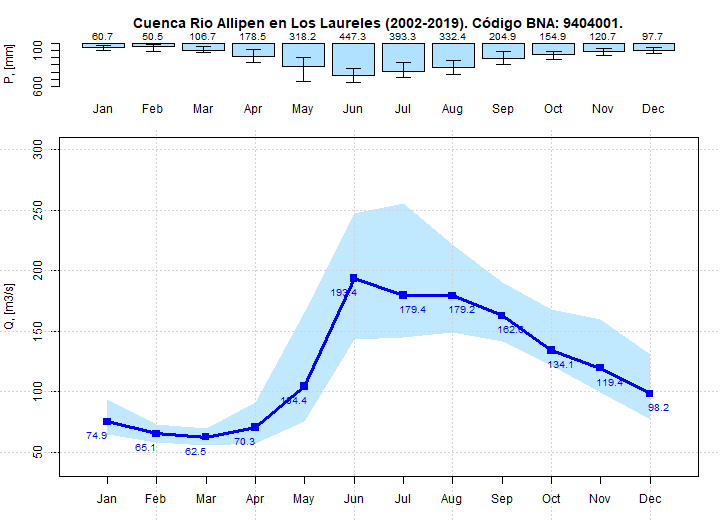 Cuenca Rio Allipen en Los Laureles (2002-2019). Código BNA: 9404001.
60.7 50.5 106.7 178.5 318.2 447.3 393.3 332.4 204.9 154.9 120.7 97.7
P, [mm]
100
600
Jan Feb Mar Apr May Jun Jul Aug Sep Oct Nov Dec
Q, [m3/s]
300
250
200
150
100
50
74.9 65.1 62.5 70.3 104.4 193.4 179.4 179.2 162.6 134.1 119.4 98.2
Jan Feb Mar Apr May Jun Jul Aug Sep Oct Nov Dec